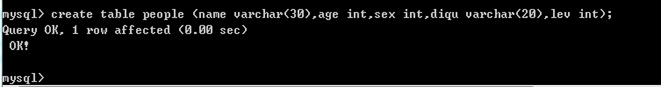 mysql> create table people (name varchar(30),age int,sex int,diqu varchar(20),lev int);
Query OK, 1 row affected (0.00 sec)
OK!
mysql>